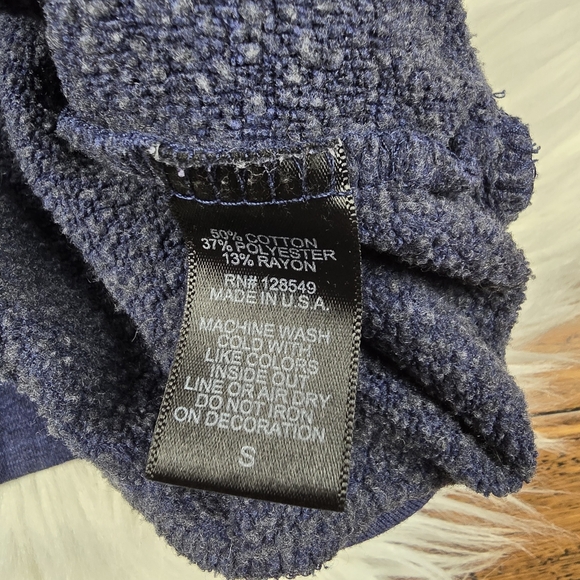 50% COTTON
37% POLYESTER
13% RAYON
RN# 128549
MADE IN U.S.A.
MACHINE WASH
COLD WITH
LIKE COLORS
INSIDE OUT
LINE OR AIR DRY
DO NOT IRON
ON DECORATION
S